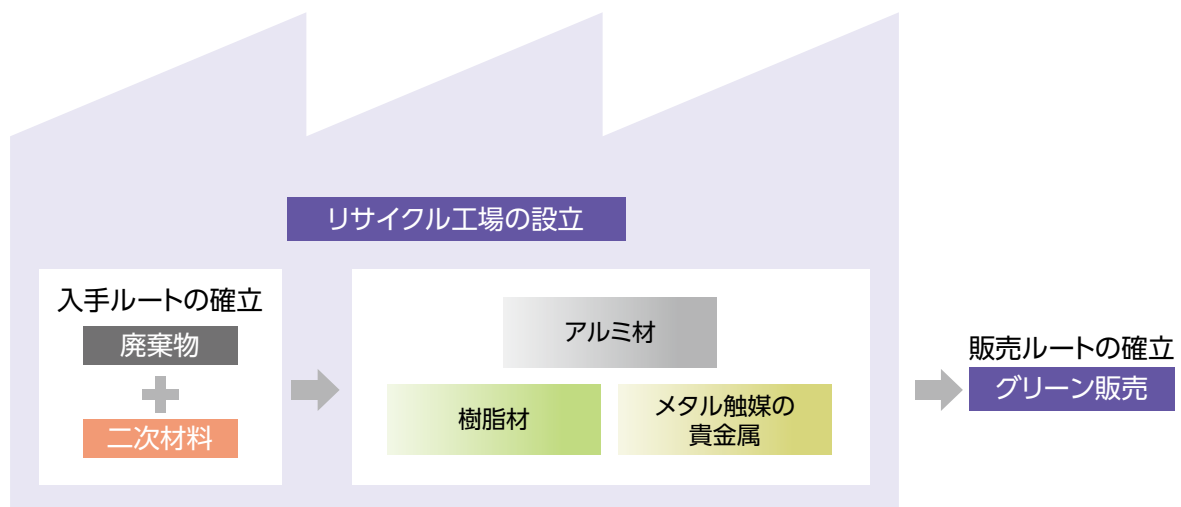 リサイクル工場の設立
入手ルートの確立
廃棄物
二次材料
アルミ材
樹脂材
メタル触媒の
貴金属
販売ルートの確立
グリーン販売